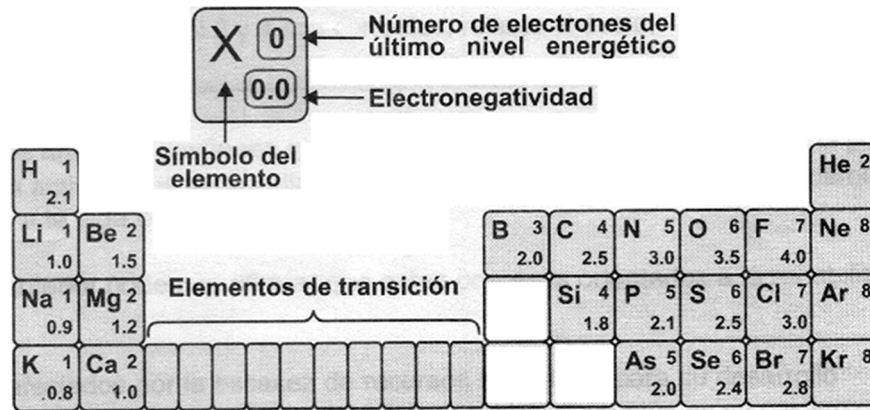 X 0
0.0
Número de electrones del
último nivel energético
Electronegatividad
Símbolo del
elemento
H 1
2.1
He 2
Li 1
1.0
Be 2
1.5
B 3
2.0
C 4
2.5
N 5
3.0
O 6
3.5
F 7
4.0
Ne 8
Elementos de transición
Na 1
0.9
Mg 2
1.2
Si 4
1.8
P 5
2.1
S 6
2.5
Cl 7
3.0
Ar 8
K 1
0.8
Ca 2
1.0
As 5
2.0
Se 6
2.4
Br 7
2.8
Kr 8